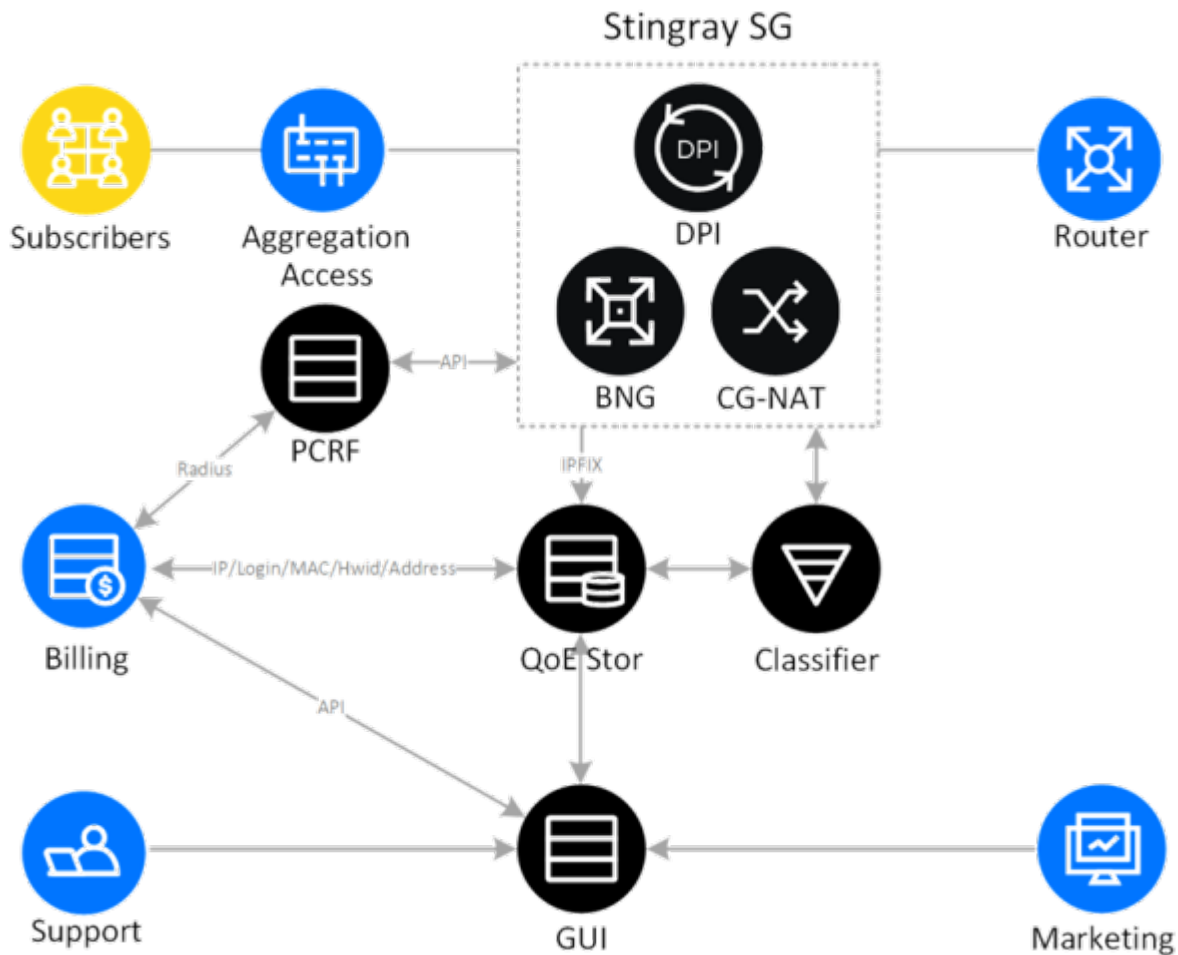 Stingray SG
DPI
Subscribers
Aggregation
Access
DPI
Router
BNG
CG-NAT
API
PCRF
Radius
IPFIX
IP/Login/MAC/Hwid/Address
$
Billing
QoE Stor
Classifier
API
Support
GUI
Marketing